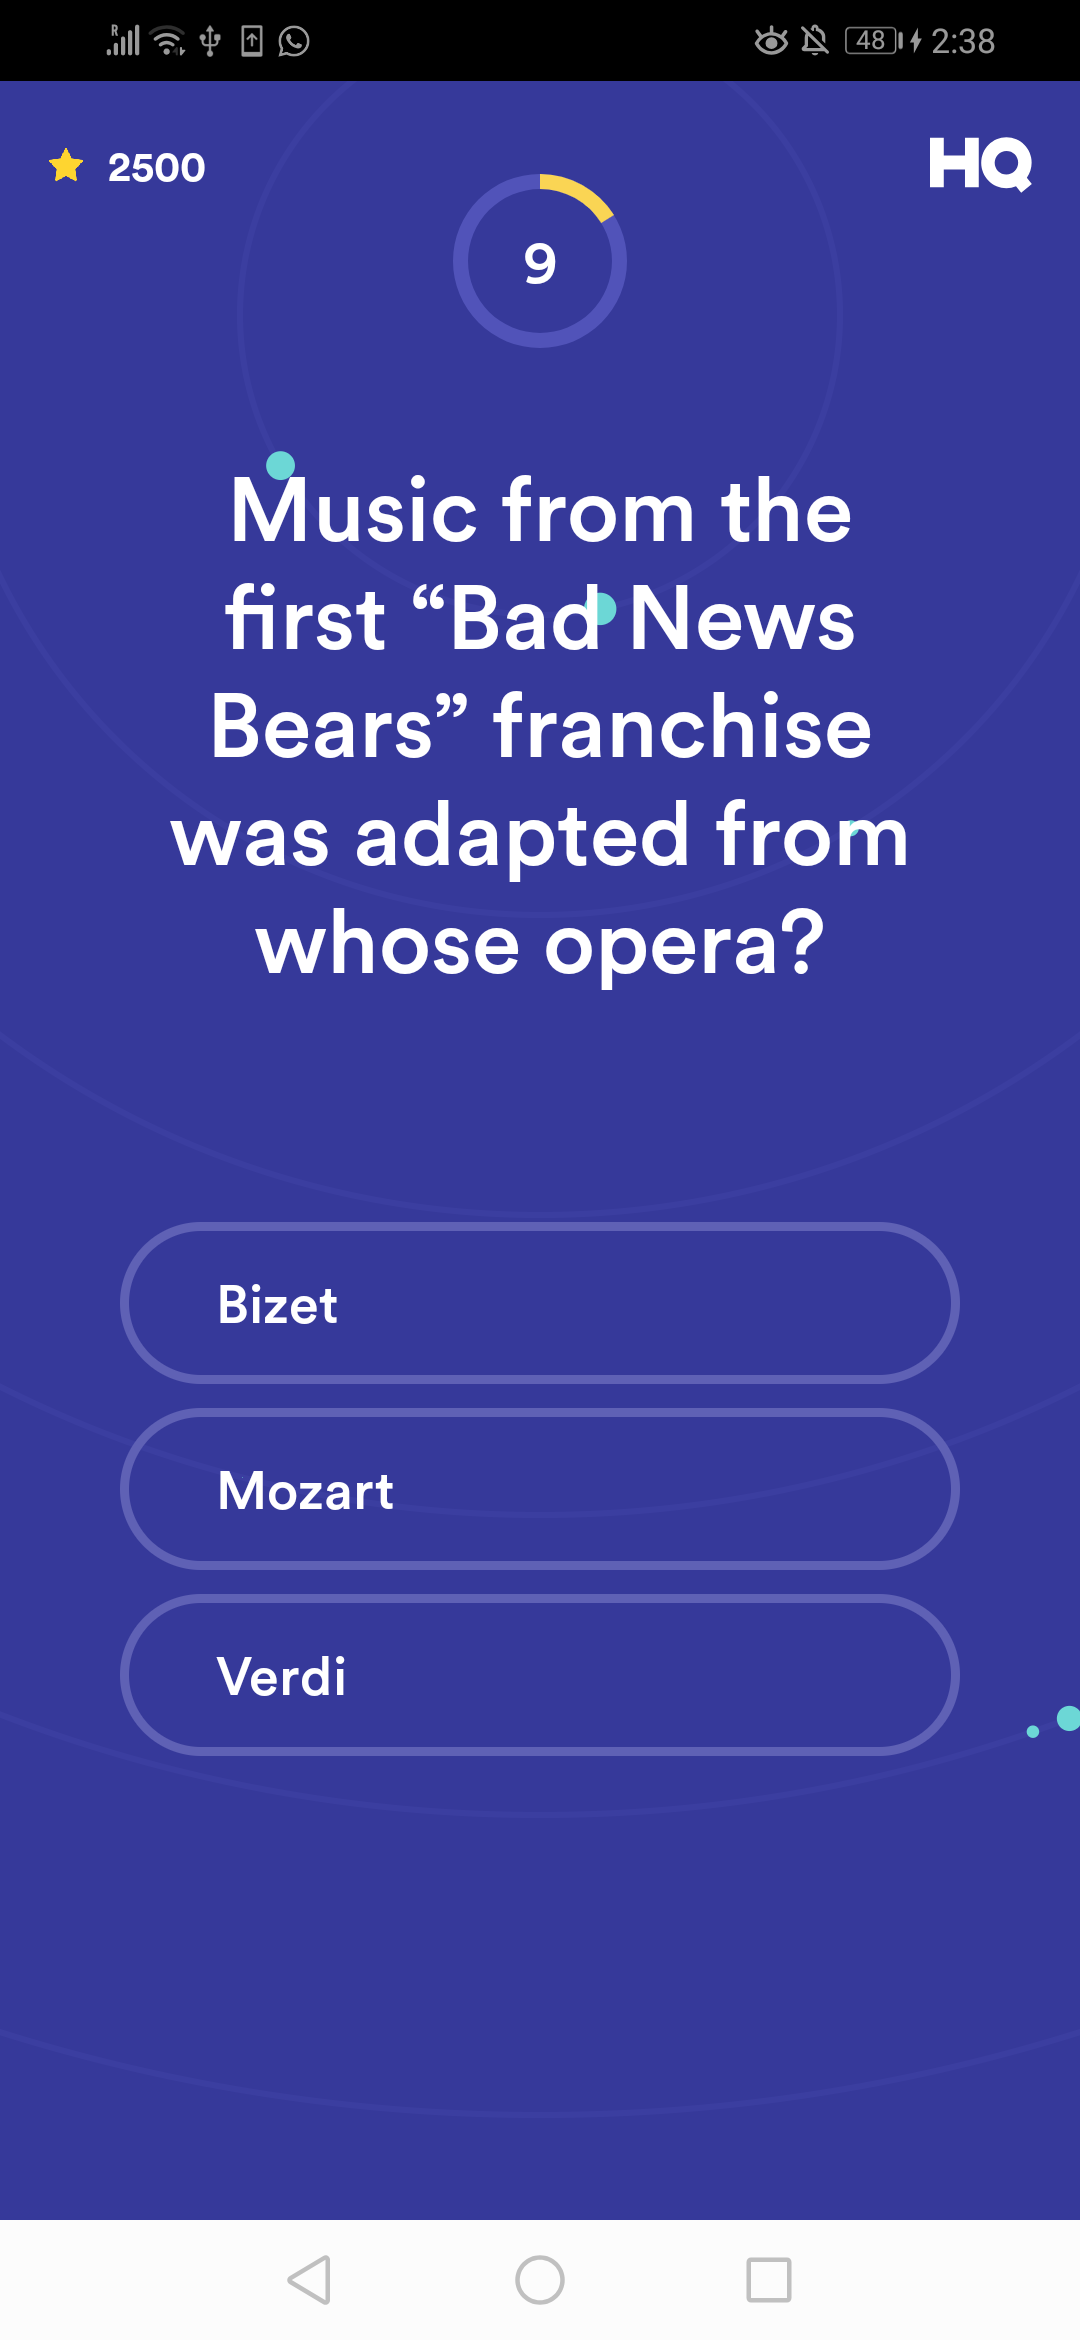 R 48 2:38
2500 HQ
9
Music from the
first “Bad News
Bears” franchise
was adapted from
whose opera?
Bizet
Mozart
Verdi